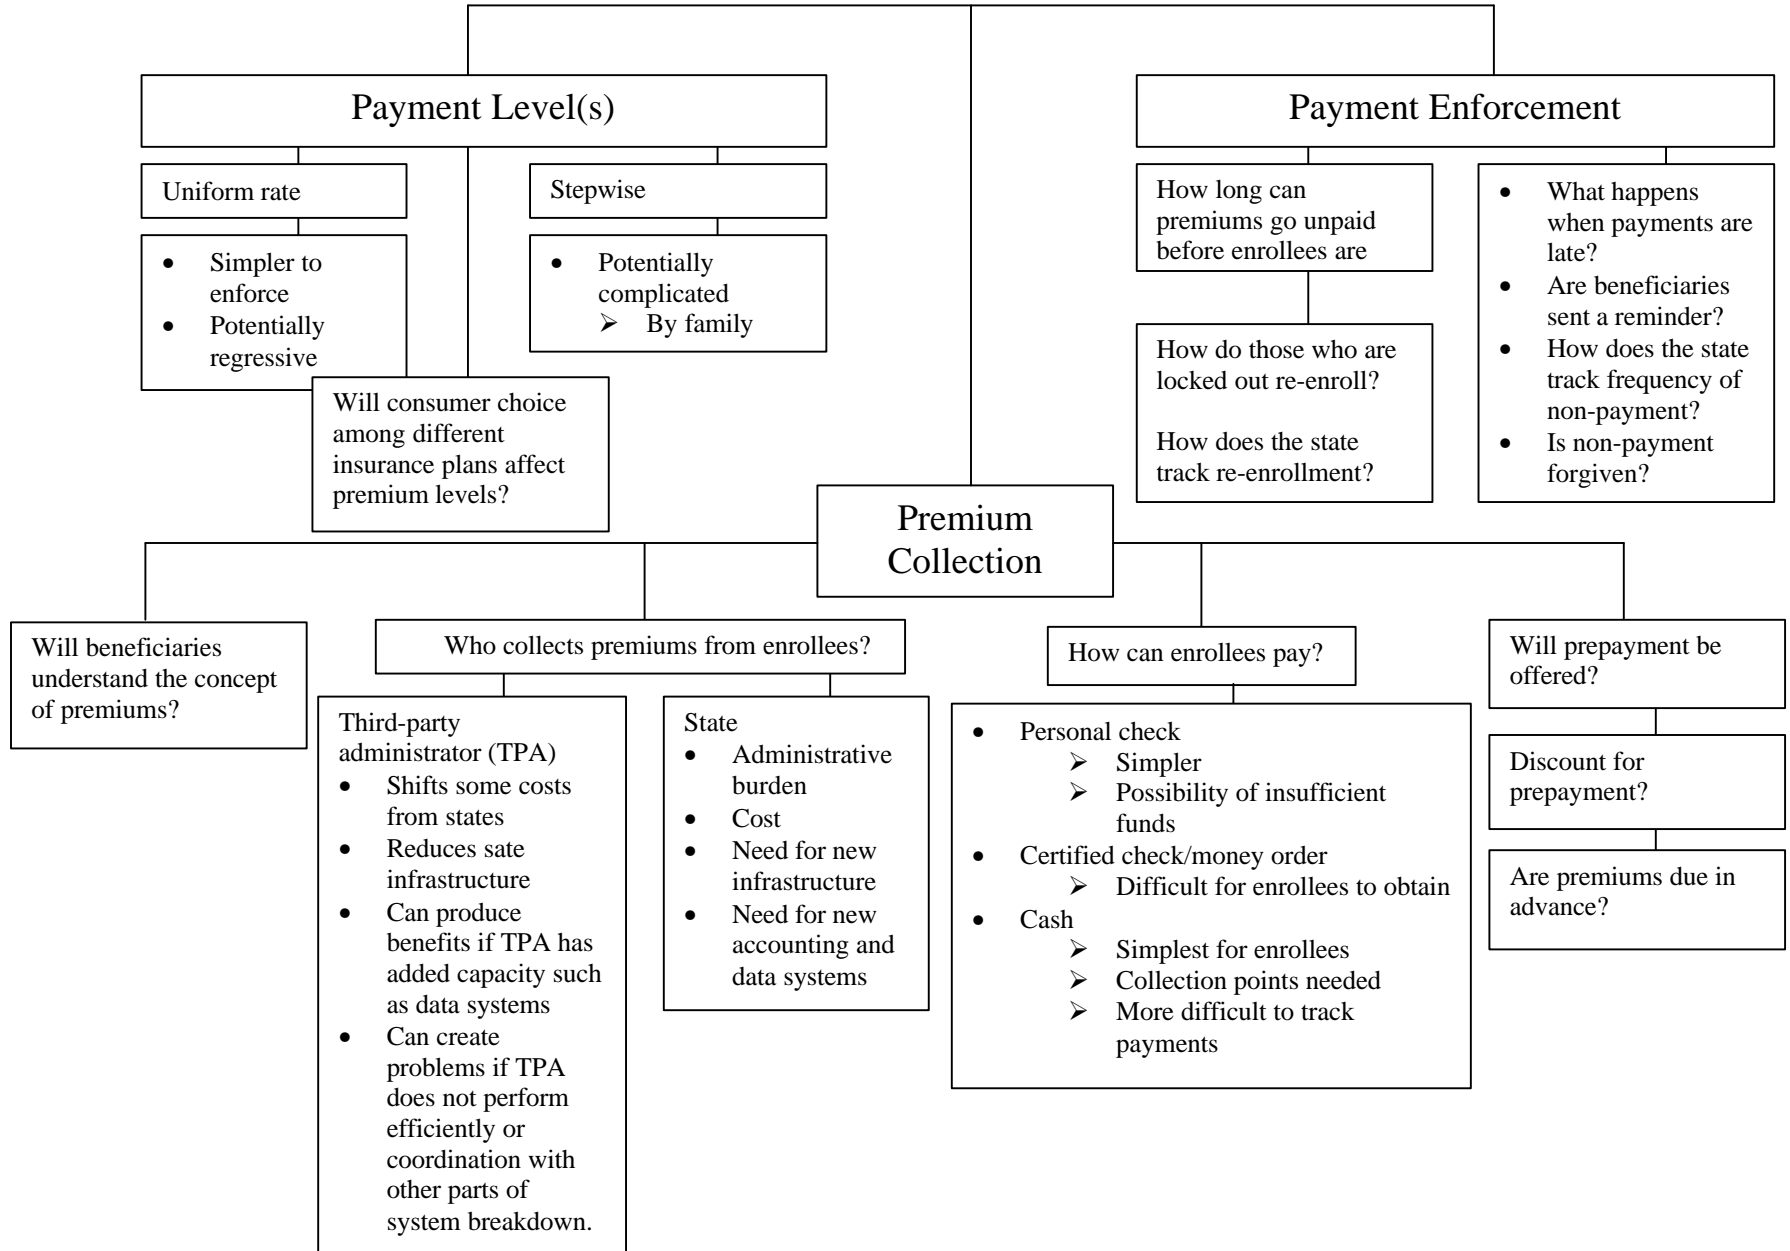 Payment Level(s)
Payment Enforcement
Uniform rate
• Simpler to
enforce
• Potentially
regressive
Stepwise
• Potentially
complicated
➢ By family
Will consumer choice
among different
insurance plans affect
premium levels?
How long can
premiums go unpaid
before enrollees are
How do those who are
locked out re-enroll?
How does the state
track re-enrollment?
• What happens
when payments are
late?
• Are beneficiaries
sent a reminder?
• How does the state
track frequency of
non-payment?
• Is non-payment
forgiven?
Premium
Collection
Will beneficiaries
understand the concept
of premiums?
Who collects premiums from enrollees?
Third-party
administrator (TPA)
• Shifts some costs
from states
• Reduces sate
infrastructure
• Can produce
benefits if TPA has
added capacity such
as data systems
• Can create
problems if TPA
does not perform
efficiently or
coordination with
other parts of
system breakdown.
State
• Administrative
burden
• Cost
• Need for new
infrastructure
• Need for new
accounting and
data systems
How can enrollees pay?
• Personal check
➢ Simpler
➢ Possibility of insufficient
funds
• Certified check/money order
➢ Difficult for enrollees to obtain
• Cash
➢ Simplest for enrollees
➢ Collection points needed
➢ More difficult to track
payments
Will prepayment be
offered?
Discount for
prepayment?
Are premiums due in
advance?